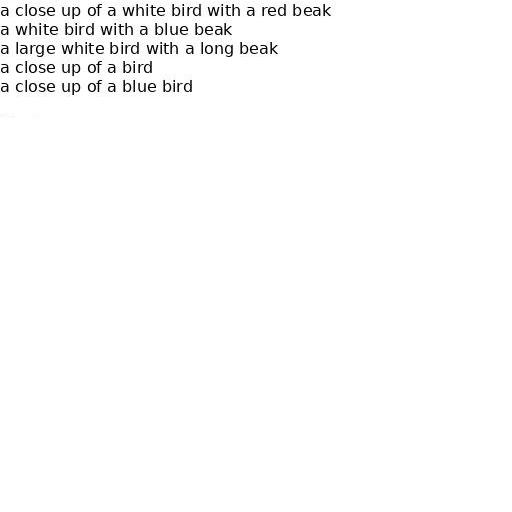 a close up of a white bird with a red beak
a white bird with a blue beak
a large white bird with a long beak
a close up of a bird
a close up of a blue bird